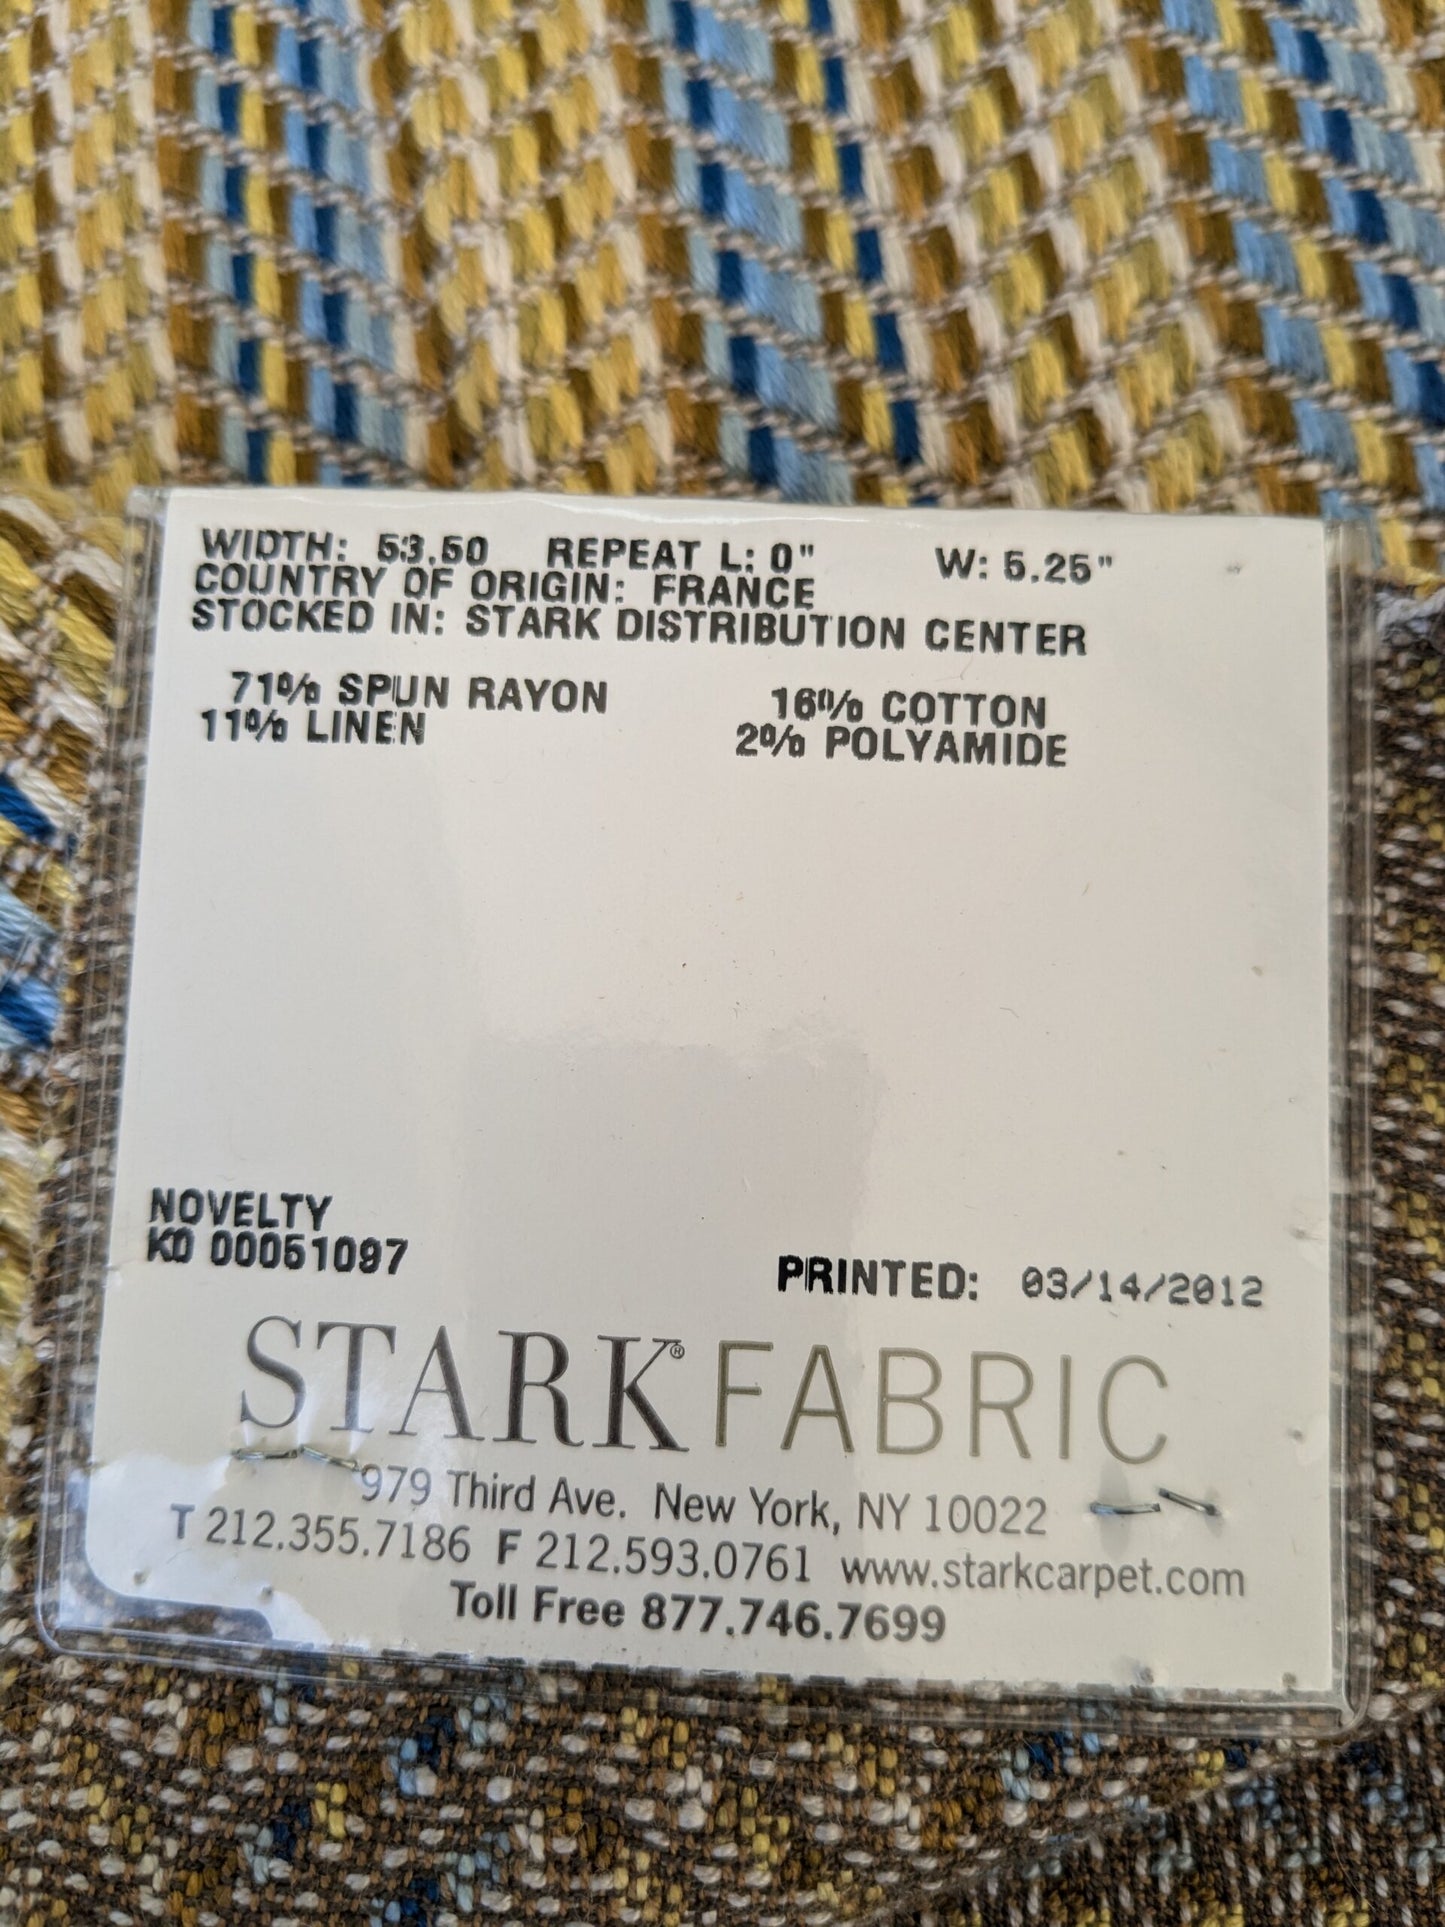 WIDTH: 53.50 REPEAT L: 0" W: 5.25"
COUNTRY OF ORIGIN: FRANCE
STOCKED IN: STARK DISTRIBUTION CENTER
71% SPUN RAYON 16% COTTON
11% LINEN 2% POLYAMIDE
NOVELTY
K0 00051097
PRINTED: 03/14/2012
STARK® FABRIC
979 Third Ave. New York, NY 10022
T 212.355.7186 F 212.593.0761 www.starkcarpet.com
Toll Free 877.746.7699